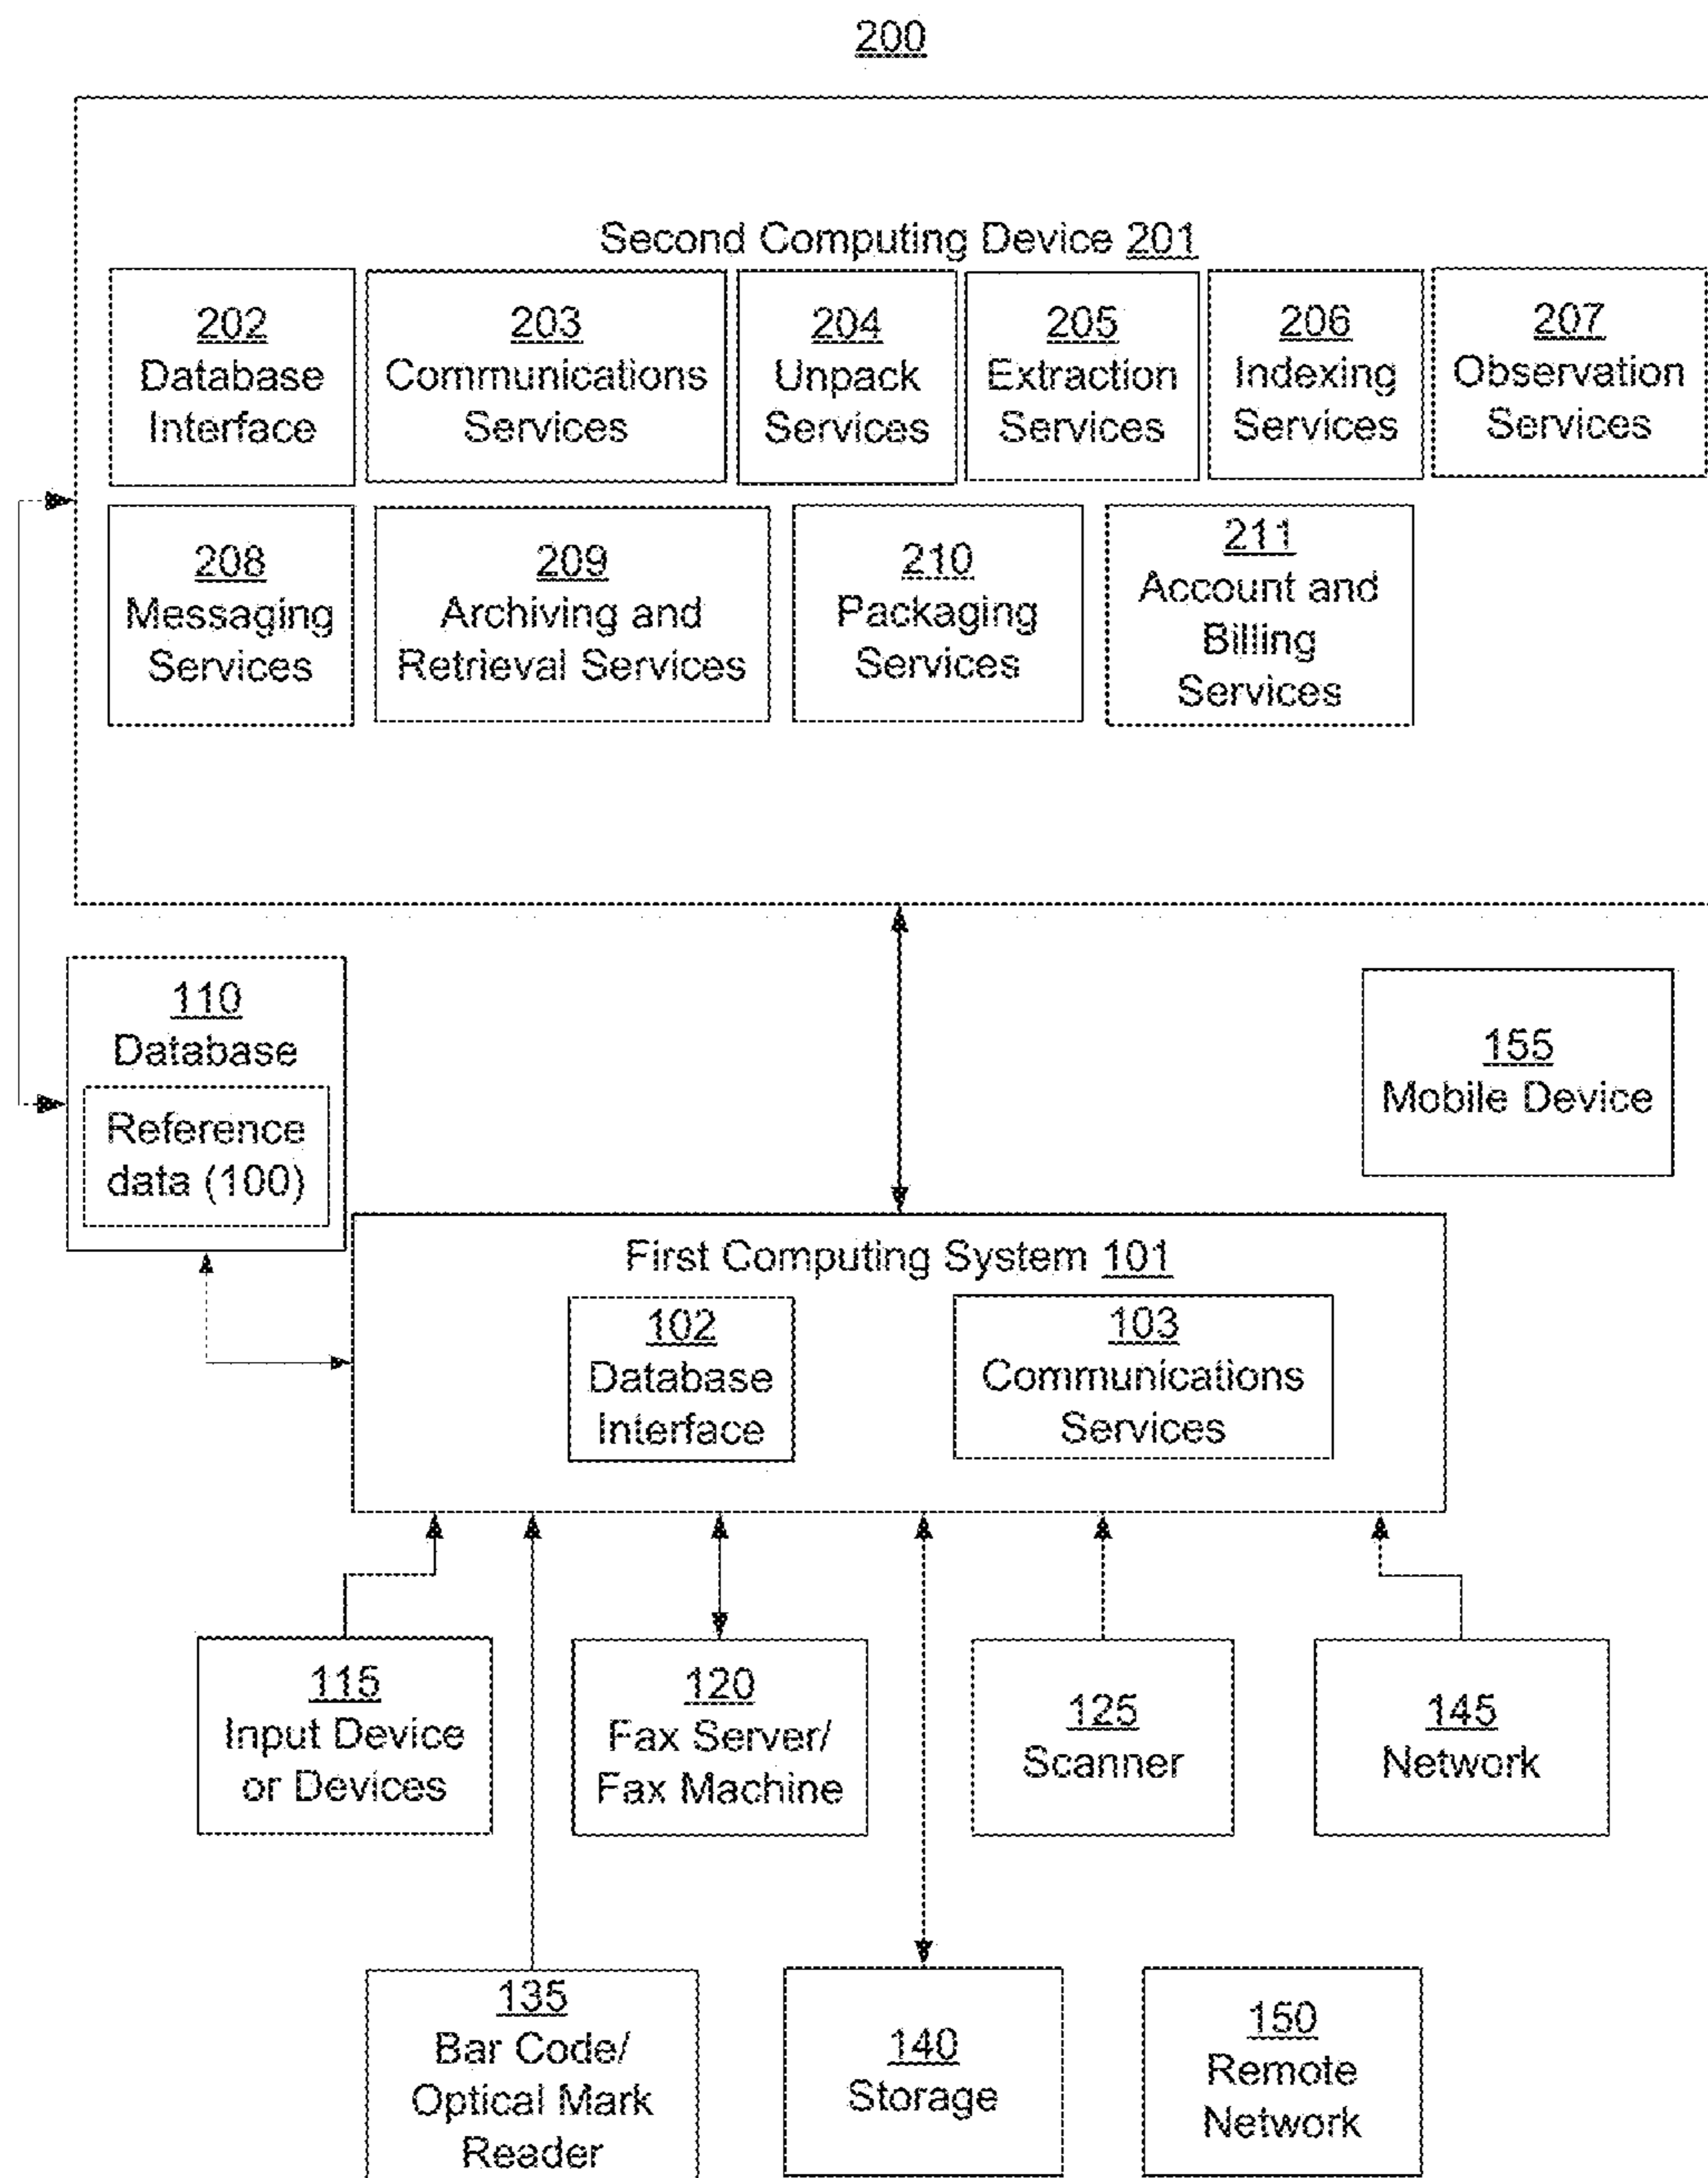 200
Second Computing Device 201
202
Database
Interface
203
Communications
Services
204
Unpack
Services
205
Extraction
Services
206
Indexing
Services
207
Observation
Services
208
Messaging
Services
209
Archiving and
Retrieval Services
210
Packaging
Services
211
Account and
Billing
Services
110
Database
Reference
data (100)
155
Mobile Device
First Computing System 101
102
Database
Interface
103
Communications
Services
115
Input Device
or Devices
120
Fax Server/
Fax Machine
125
Scanner
145
Network
135
Bar Code/
Optical Mark
Reader
140
Storage
150
Remote
Network